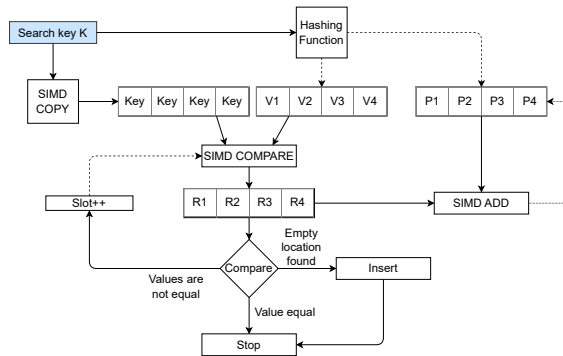 Search key K
Hashing
Function
SIMD
COPY
Key Key Key Key
V1 V2 V3 V4
P1 P2 P3 P4
SIMD COMPARE
Slot++
R1 R2 R3 R4
SIMD ADD
Empty
location
found
Compare
Insert
Values are
not equal
Value equal
Stop